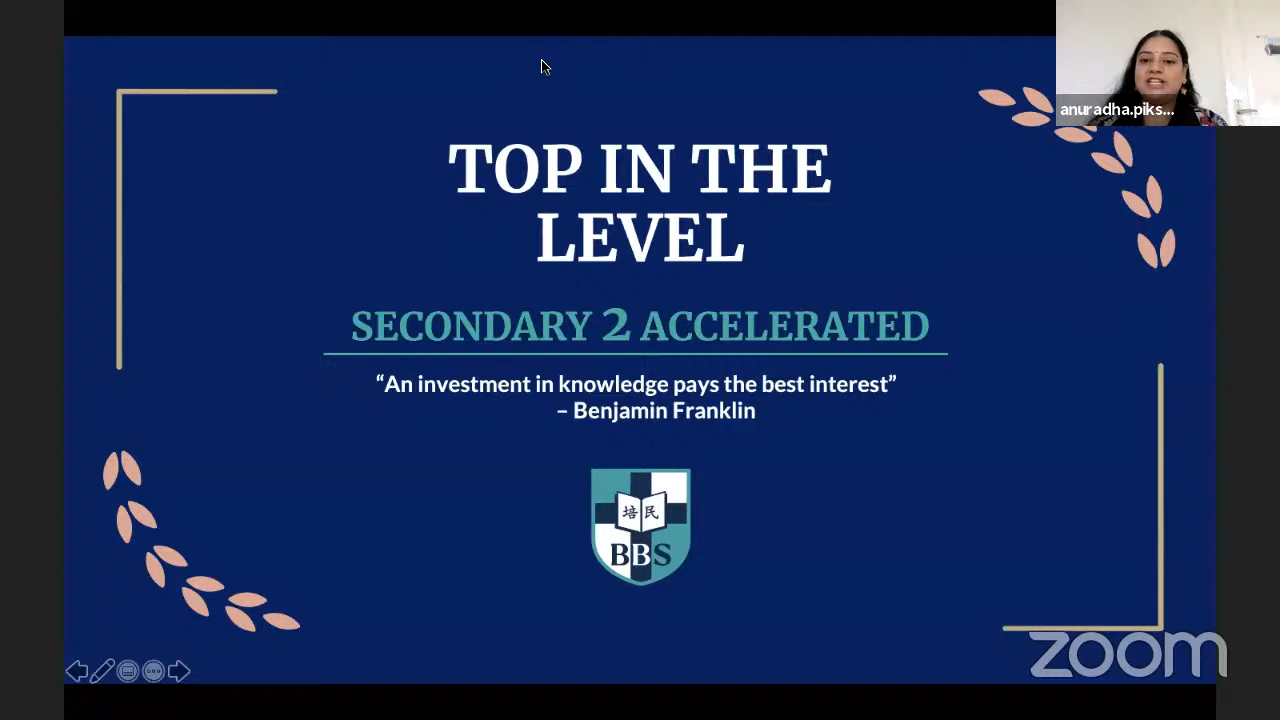 anuradha.piks...
TOP IN THE
LEVEL
SECONDARY 2 ACCELERATED
“An investment in knowledge pays the best interest”
– Benjamin Franklin
培民
BBS
zoom